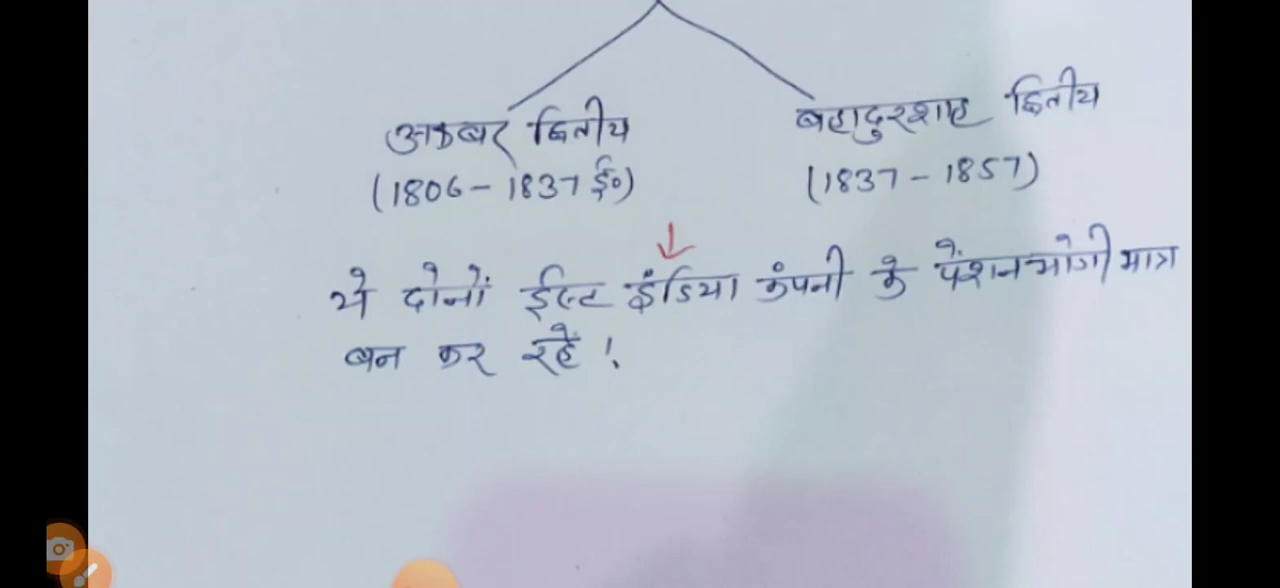 अकबर द्वितीय
(1806 - 1837 ई०)
बहादुरशाह द्वितीय
(1837 - 1857)
ये दोनों ईस्ट इंडिया कंपनी के पेंशनभोगी मात्र
बन कर रहें !